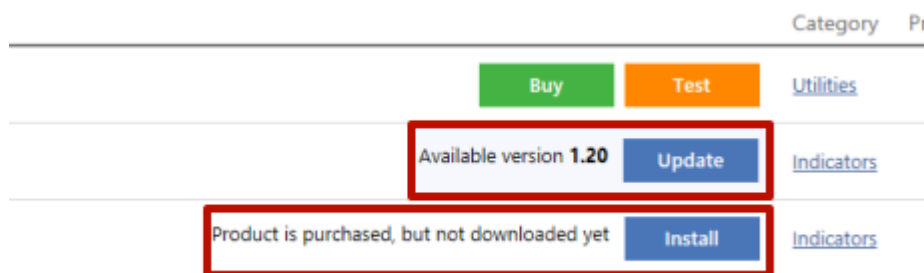 Category
Buy Test Utilities
Available version 1.20 Update Indicators
Product is purchased, but not downloaded yet Install Indicators